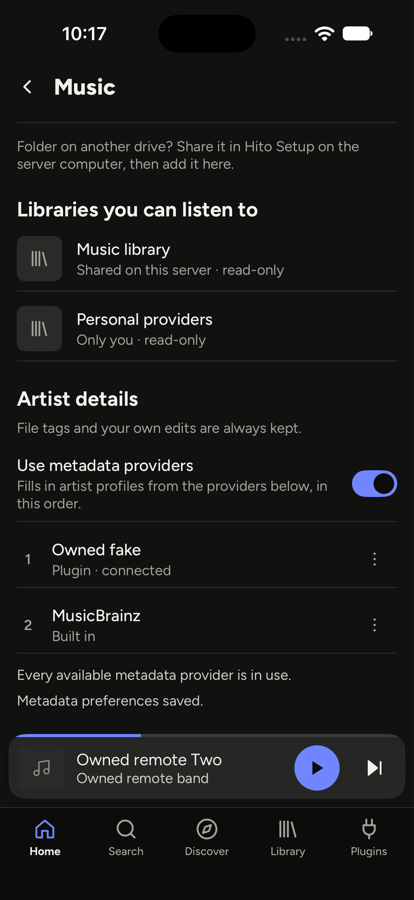 10:17
Music
Folder on another drive? Share it in Hito Setup on the
server computer, then add it here.
Libraries you can listen to
Music library
Shared on this server · read-only
Personal providers
Only you · read-only
Artist details
File tags and your own edits are always kept.
Use metadata providers
Fills in artist profiles from the providers below, in
this order.
1
Owned fake
Plugin · connected
2
MusicBrainz
Built in
Every available metadata provider is in use.
Metadata preferences saved.
Owned remote Two
Owned remote band
Home
Search
Discover
Library
Plugins